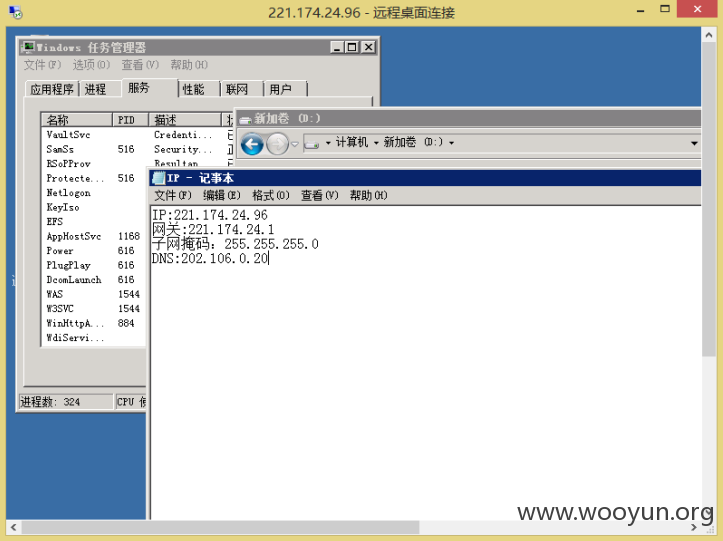 221.174.24.96 - 远程桌面连接
Windows 任务管理器
文件(F) 选项(O) 查看(V) 帮助(H)
应用程序 进程 服务 性能 联网 用户
名称 PID 描述
VaultSvc Credenti...
SamSs 516 Security...
RSoPProv Resultan
Protecte... 516
Netlogon
KeyIso
EFS
AppHostSvc 1168
Power 616
PlugPlay 616
DcomLaunch 616
WAS 1544
W3SVC 1544
WinHttpA... 884
WdiServi...
进程数: 324 CPU
新加卷 (D:)
计算机 新加卷 (D:)
IP - 记事本
文件(F) 编辑(E) 格式(O) 查看(V) 帮助(H)
IP:221.174.24.96
网关:221.174.24.1
子网掩码: 255.255.255.0
DNS:202.106.0.20
www.wooyun.org